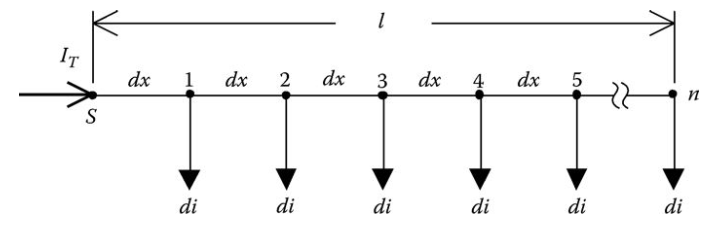 l
I_T
dx 1 dx 2 dx 3 dx 4 dx 5 n
S
di di di di di di